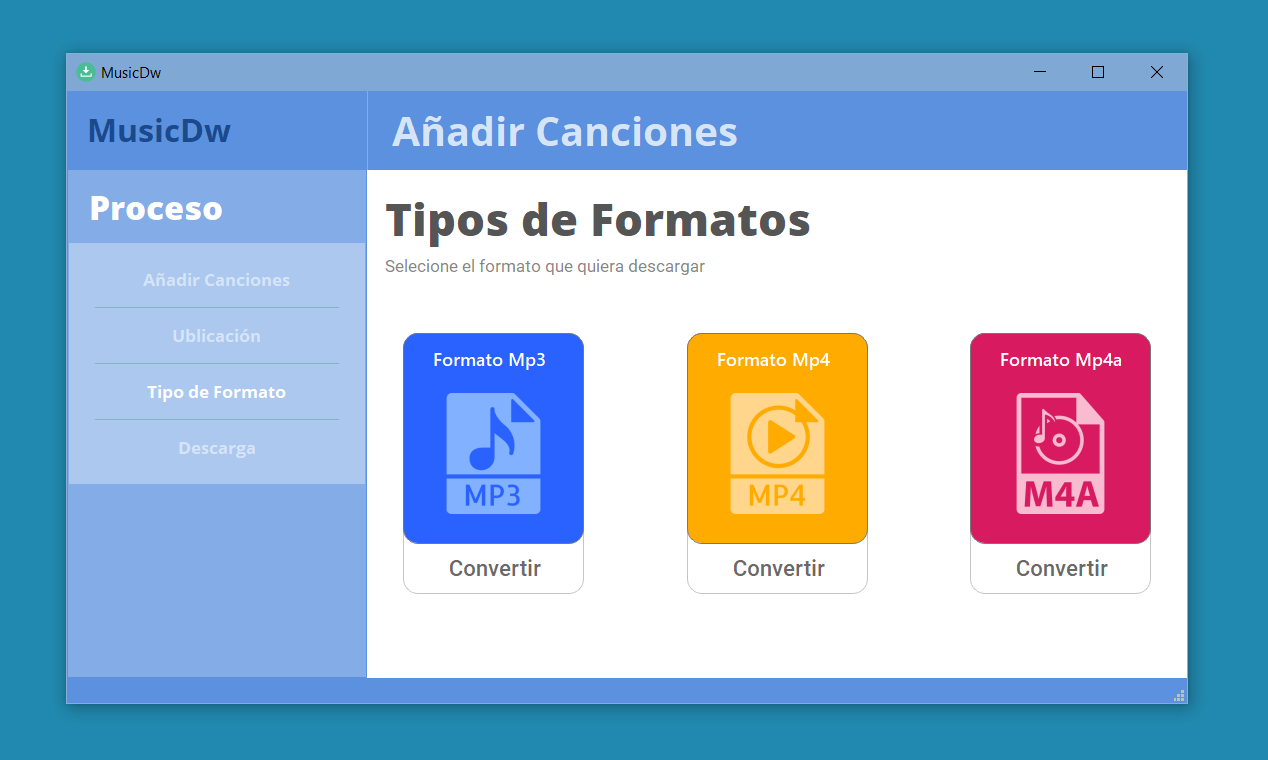 MusicDw
MusicDw
Añadir Canciones
Proceso
Añadir Canciones
Ublicación
Tipo de Formato
Descarga
Tipos de Formatos
Selecione el formato que quiera descargar
Formato Mp3
MP3
Convertir
Formato Mp4
MP4
Convertir
Formato Mp4a
M4A
Convertir